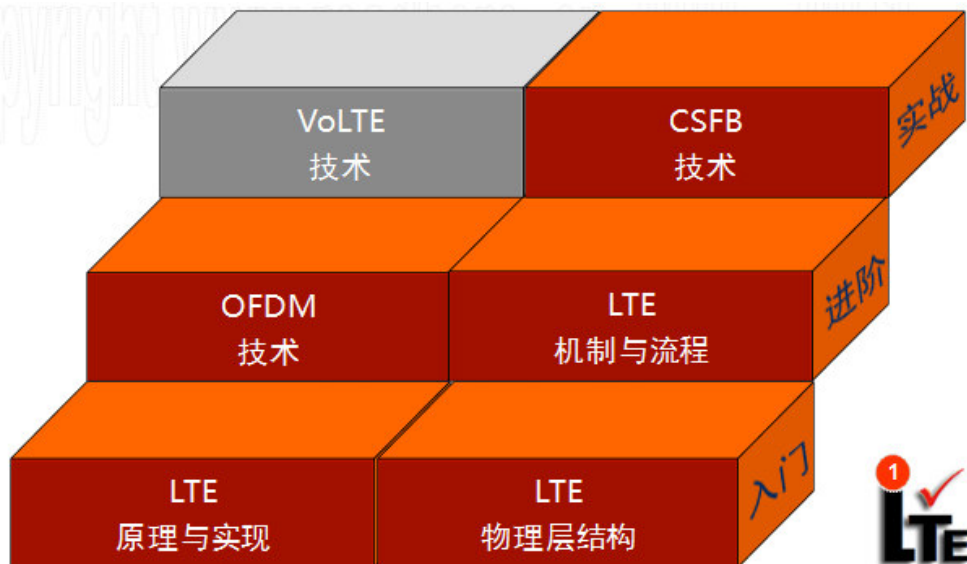 VoLTE
技术
CSFB
技术
实战
OFDM
技术
LTE
机制与流程
进阶
LTE
原理与实现
LTE
物理层结构
入门
1
LTE